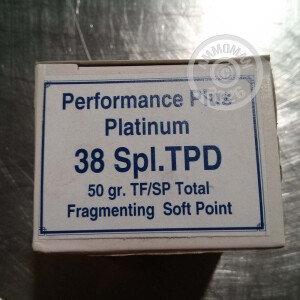 Performance Plus
Platinum
38 Spl.TPD
50 gr. TF/SP Total
Fragmenting Soft Point